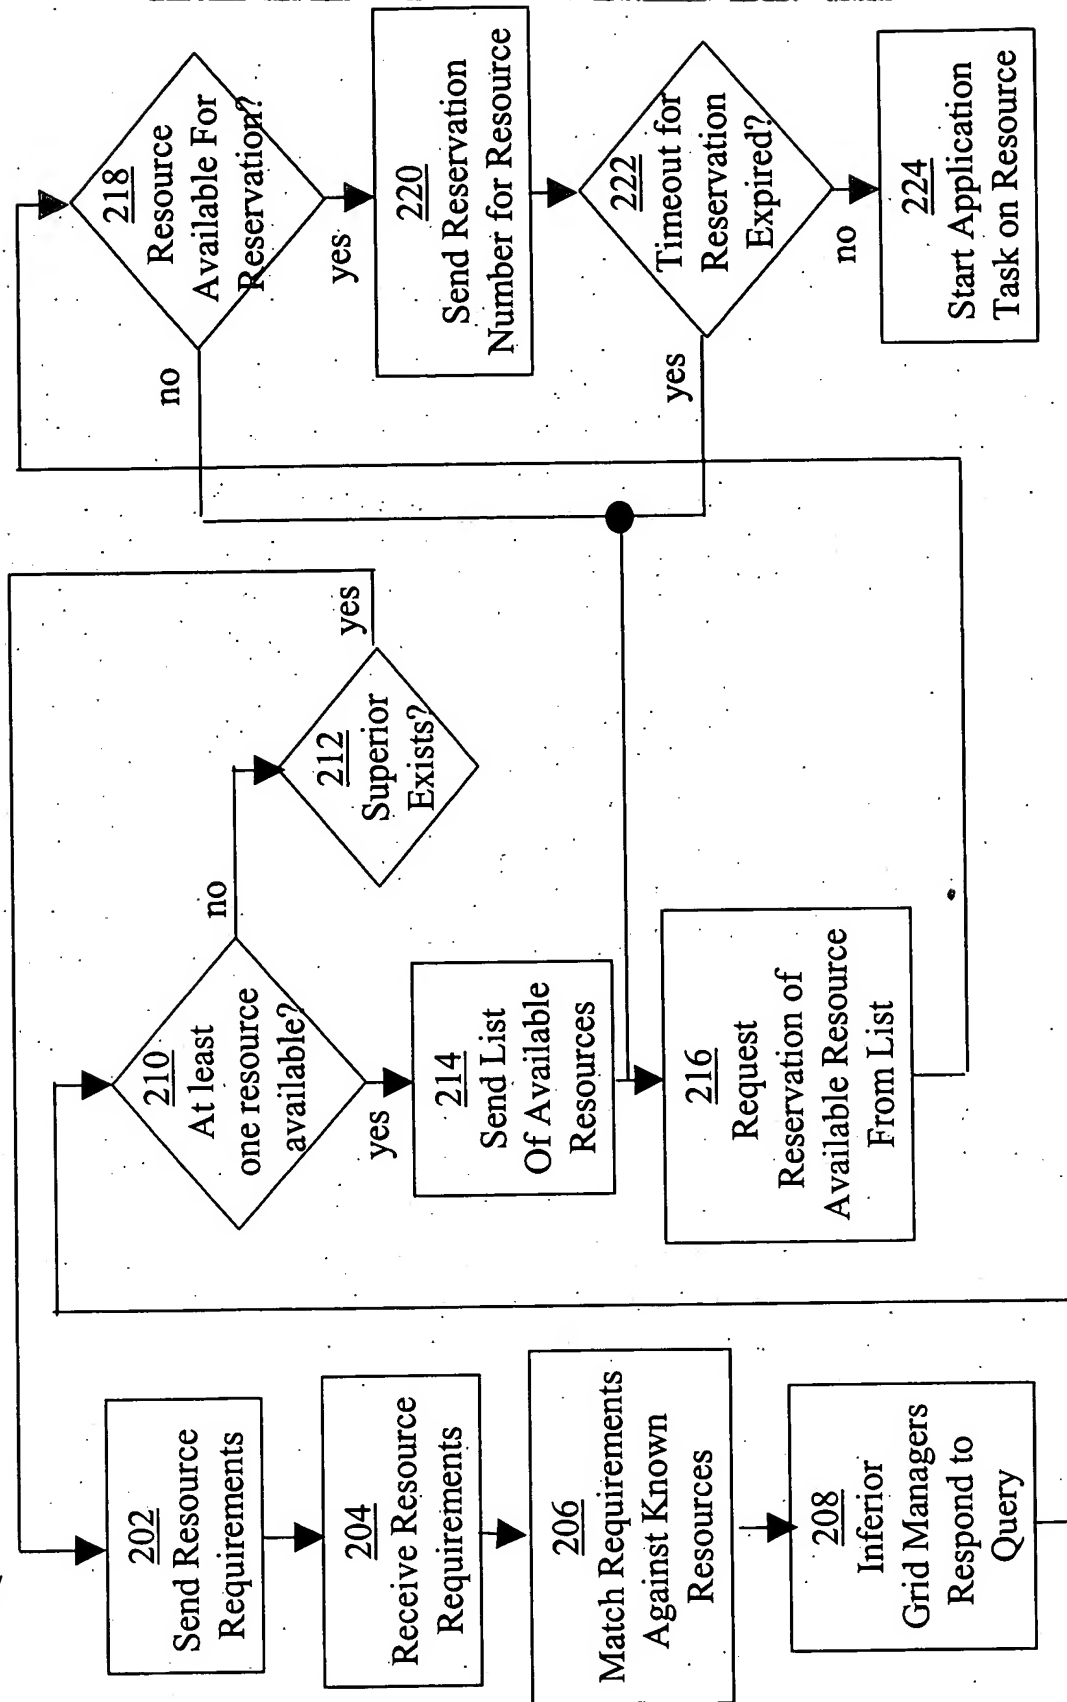 202
Send Resource
Requirements
204
Receive Resource
Requirements
206
Match Requirements
Against Known
Resources
208
Inferior
Grid Managers
Respond to
Query
210
At least
one resource
available?
no
yes
212
Superior
Exists?
yes
214
Send List
Of Available
Resources
216
Request
Reservation of
Available Resource
From List
218
Resource
Available For
Reservation?
no
yes
220
Send Reservation
Number for Resource
222
Timeout for
Reservation
Expired?
yes
no
224
Start Application
Task on Resource